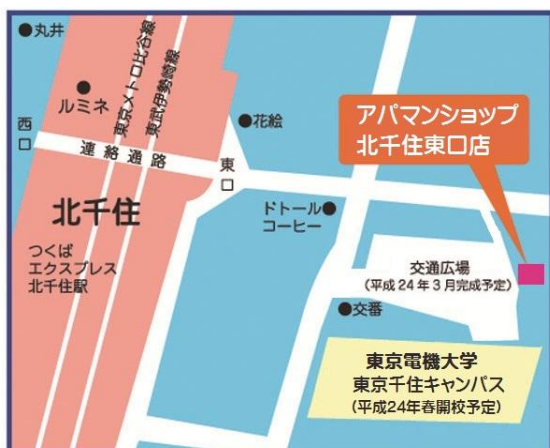 丸井
ルミネ
東京メトロ比谷線
東武伊勢崎線
西口
連絡通路
東口
花絵
アパマンショップ
北千住東口店
北千住
つくば
エクスプレス
北千住駅
ドトール
コーヒー
交通広場
(平成24年3月完成予定)
交番
東京電機大学
東京千住キャンパス
(平成24年春開校予定)